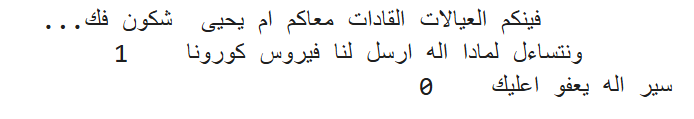 فينكم العيالات القادات معاكم ام يحيى  شكون فك...
ونتساءل لمادا اله ارسل لنا فيروس كورونا    1
سير اله يعفو اعليك    0